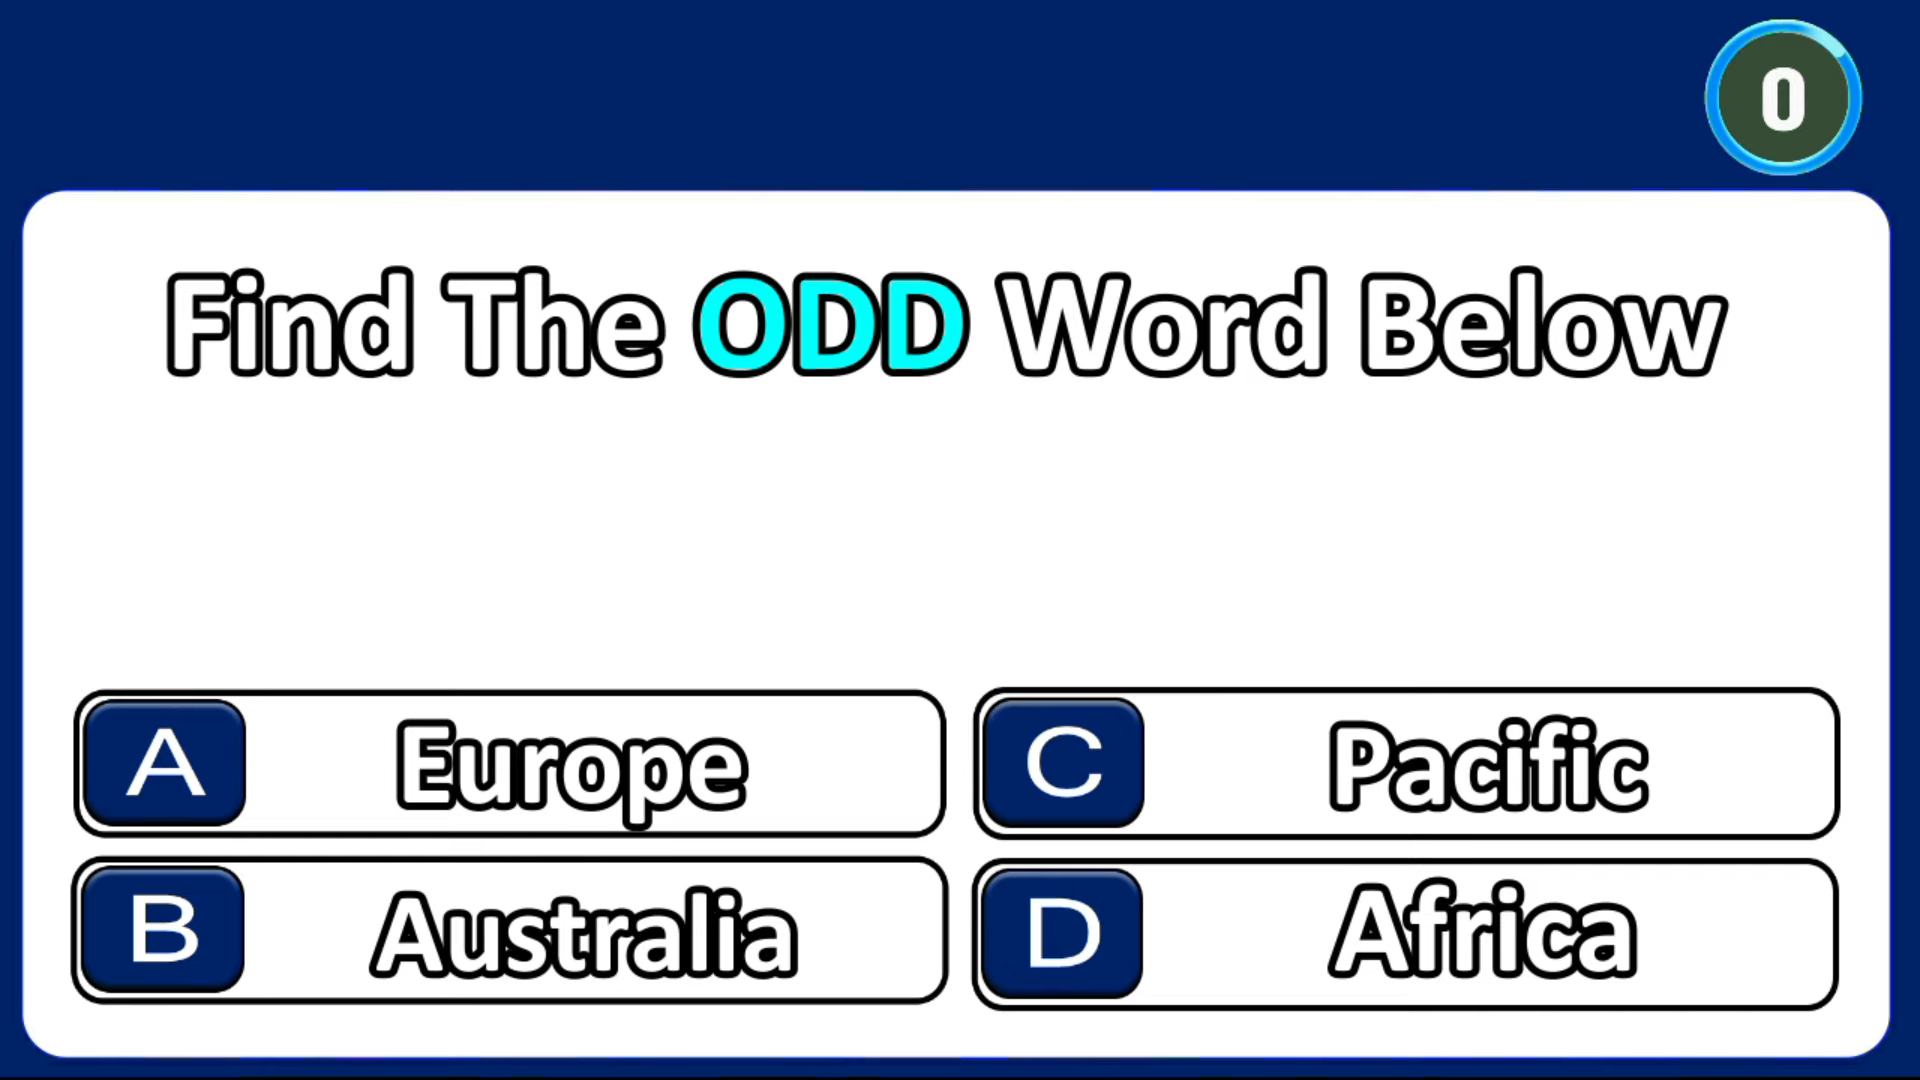 0
Find The ODD Word Below
A Europe
C Pacific
B Australia
D Africa